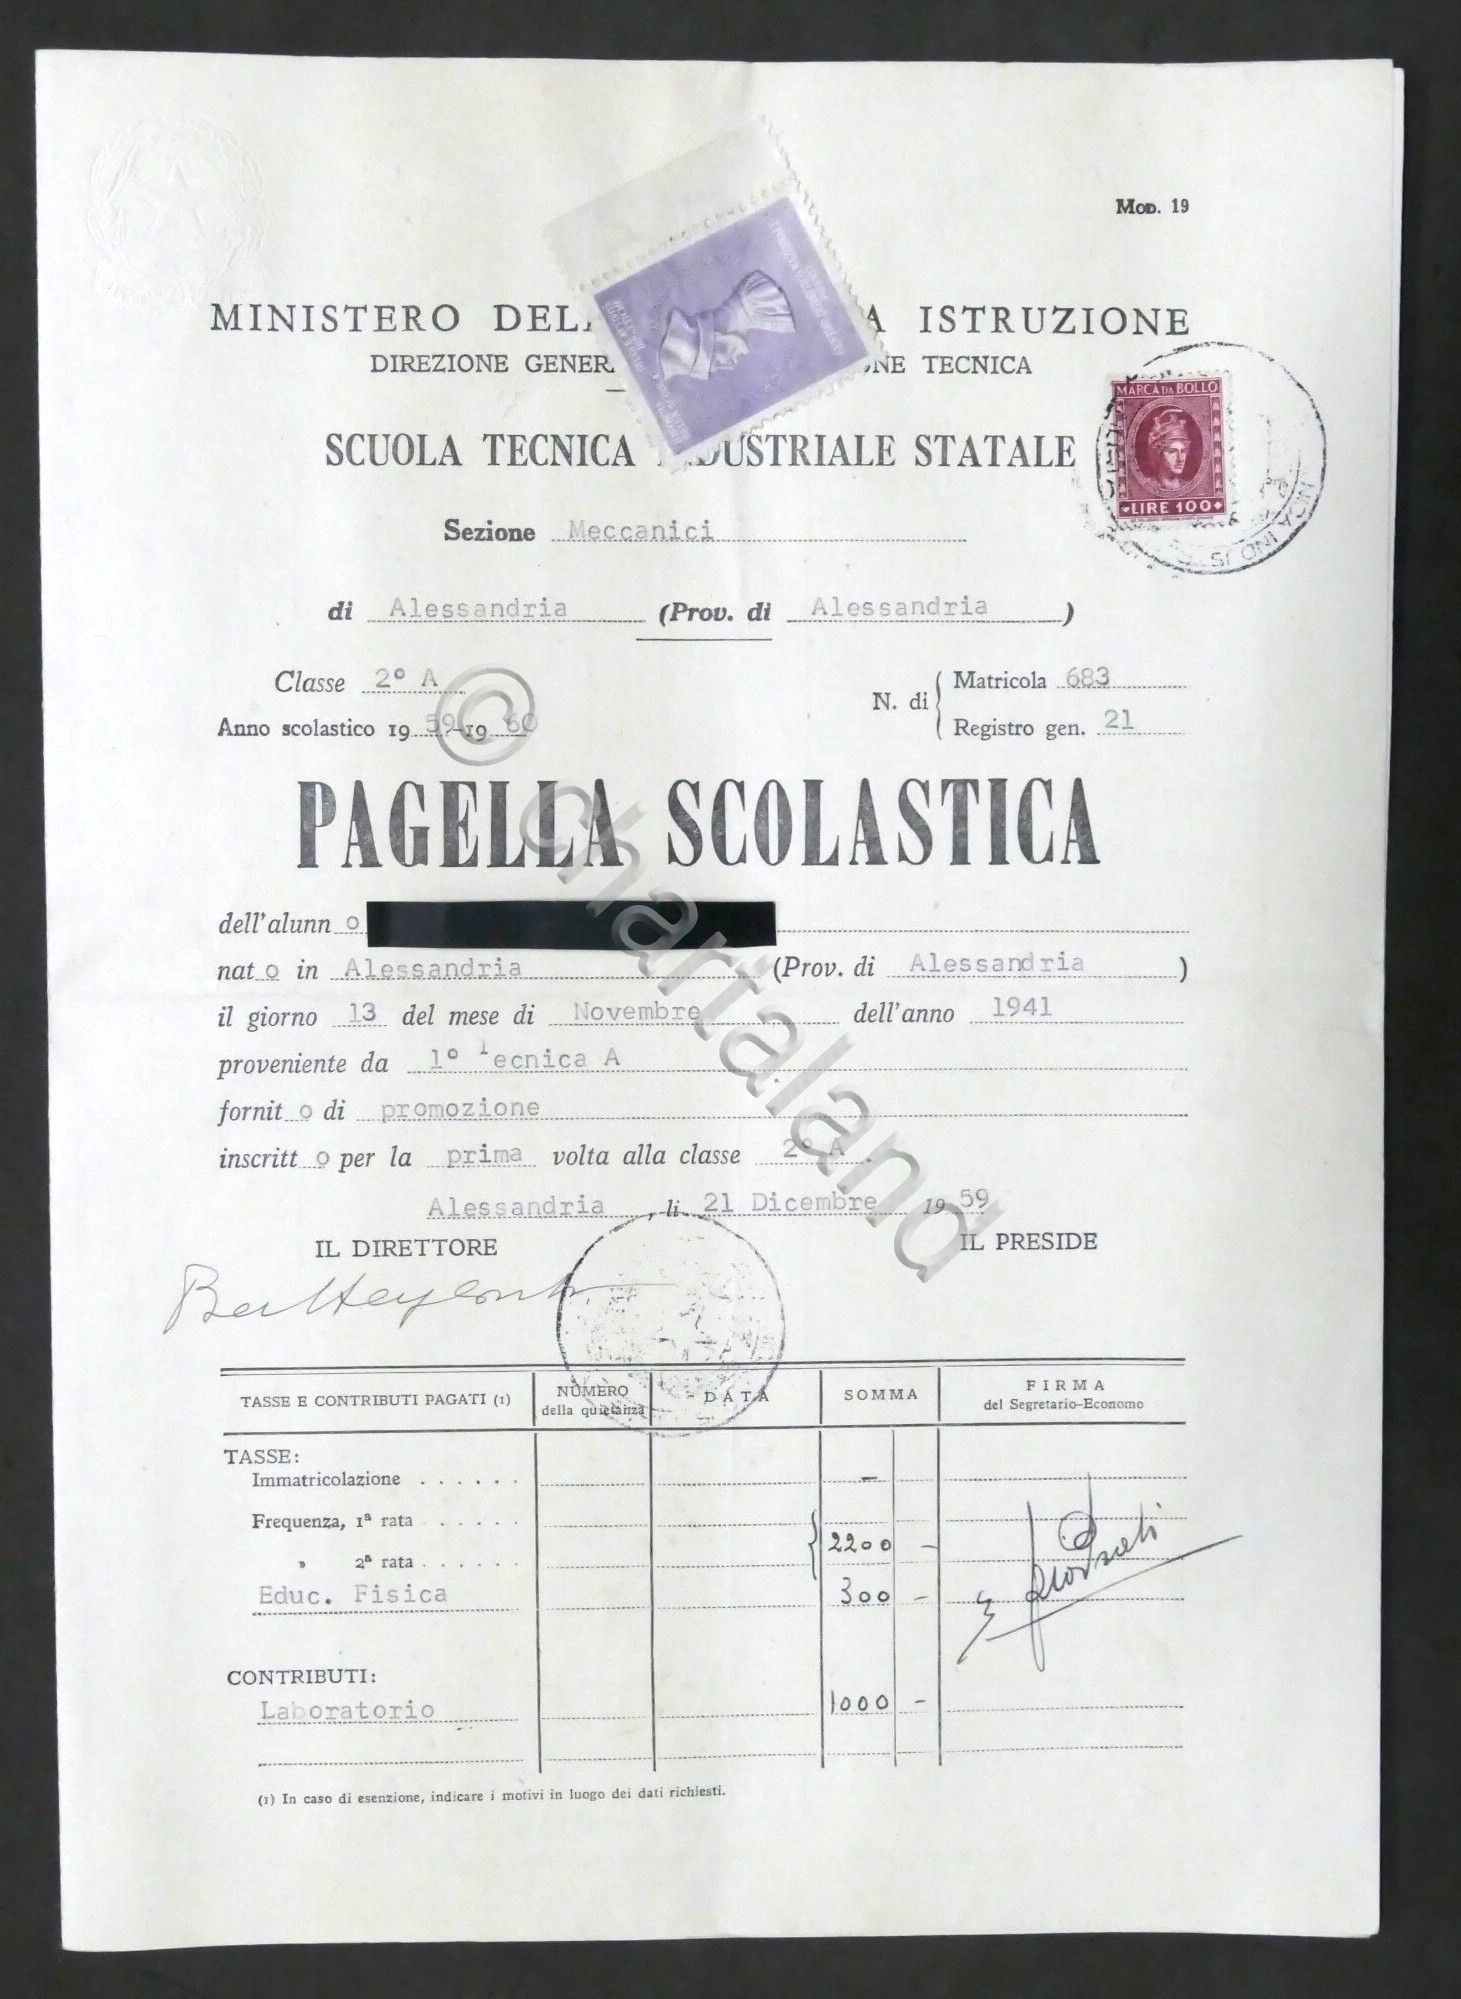 Mod. 19
MINISTERO DEL A ISTRUZIONE
DIREZIONE GENER NE TECNICA
SCUOLA TECNICA INDUSTRIALE STATALE
MARCA DA BOLLO
LIRE 100
Sezione Meccanici
di Alessandria (Prov. di Alessandria )
Classe 2° A
N. di { Matricola 683
Anno scolastico 19 59-19 60
Registro gen. 21
PAGELLA SCOLASTICA
dell'alunn o
nat o in Alessandria (Prov. di Alessandria )
il giorno 13 del mese di Novembre dell'anno 1941
proveniente da 1° Tecnica A
fornit o di promozione
inscritt o per la prima volta alla classe 2° A .
Alessandria , li 21 Dicembre 19 59
IL DIRETTORE IL PRESIDE
TASSE E CONTRIBUTI PAGATI (1) NUMERO della quietanza DATA SOMMA FIRMA del Segretario-Economo
TASSE:
Immatricolazione . . . . . . –
Frequenza, 1ª rata . . . . . .
2200 –
» 2ª rata . . . . . .
Educ. Fisica 300 –
CONTRIBUTI:
Laboratorio 1000 –
(1) In caso di esenzione, indicare i motivi in luogo dei dati richiesti.
© chartaland